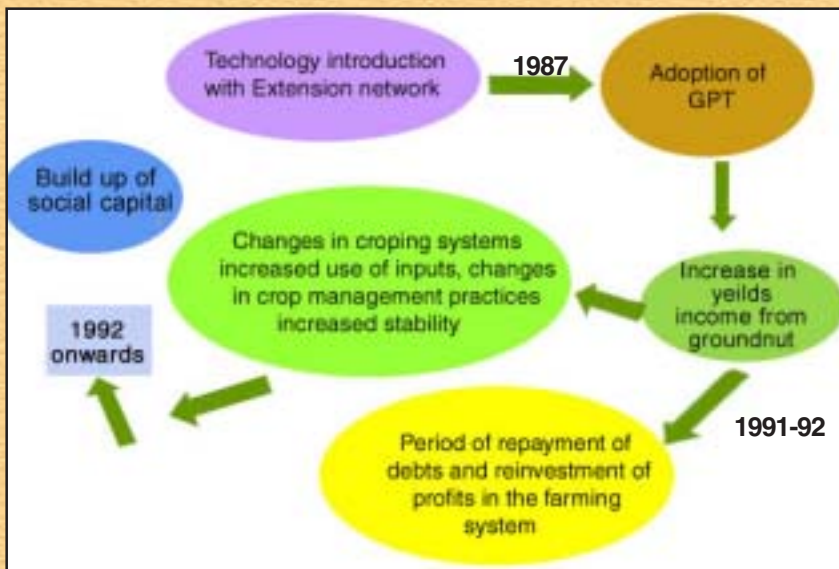 Technology introduction
with Extension network
1987
Adoption of
GPT
Build up of
social capital
Changes in croping systems
increased use of inputs, changes
in crop management practices
increased stability
Increase in
yeilds
income from
groundnut
1992
onwards
1991-92
Period of repayment of
debts and reinvestment of
profits in the farming
system